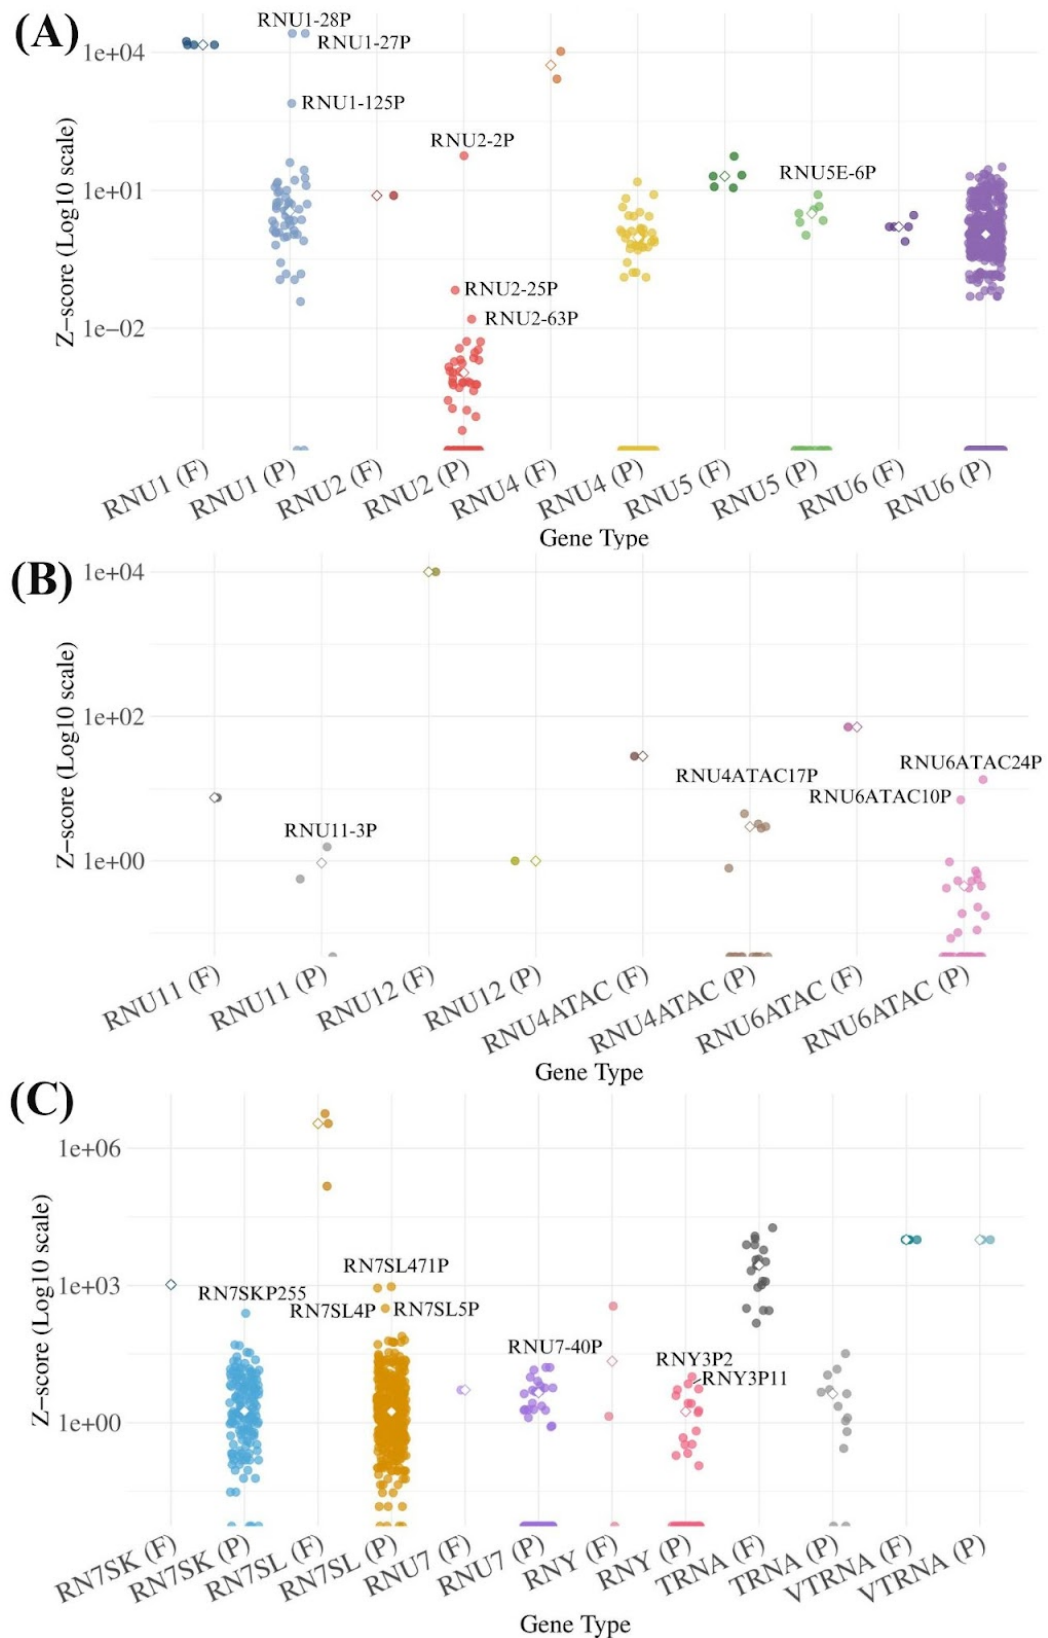 (A)
RNU1-28P
RNU1-27P
1e+04
RNU1-125P
RNU2-2P
RNU5E-6P
1e+01
RNU2-25P
RNU2-63P
1e−02
Z−score (Log10 scale)
RNU1 (F)
RNU1 (P)
RNU2 (F)
RNU2 (P)
RNU4 (F)
RNU4 (P)
RNU5 (F)
RNU5 (P)
RNU6 (F)
RNU6 (P)
Gene Type
(B)
1e+04
1e+02
RNU6ATAC24P
RNU4ATAC17P
RNU6ATAC10P
RNU11-3P
1e+00
Z−score (Log10 scale)
RNU11 (F)
RNU11 (P)
RNU12 (F)
RNU12 (P)
RNU4ATAC (F)
RNU4ATAC (P)
RNU6ATAC (F)
RNU6ATAC (P)
Gene Type
(C)
1e+06
RN7SL471P
1e+03
RN7SKP255
RN7SL4P
RN7SL5P
RNU7-40P
RNY3P2
RNY3P11
1e+00
Z−score (Log10 scale)
RN7SK (F)
RN7SK (P)
RN7SL (F)
RN7SL (P)
RNU7 (F)
RNU7 (P)
RNY (F)
RNY (P)
TRNA (F)
TRNA (P)
VTRNA (F)
VTRNA (P)
Gene Type